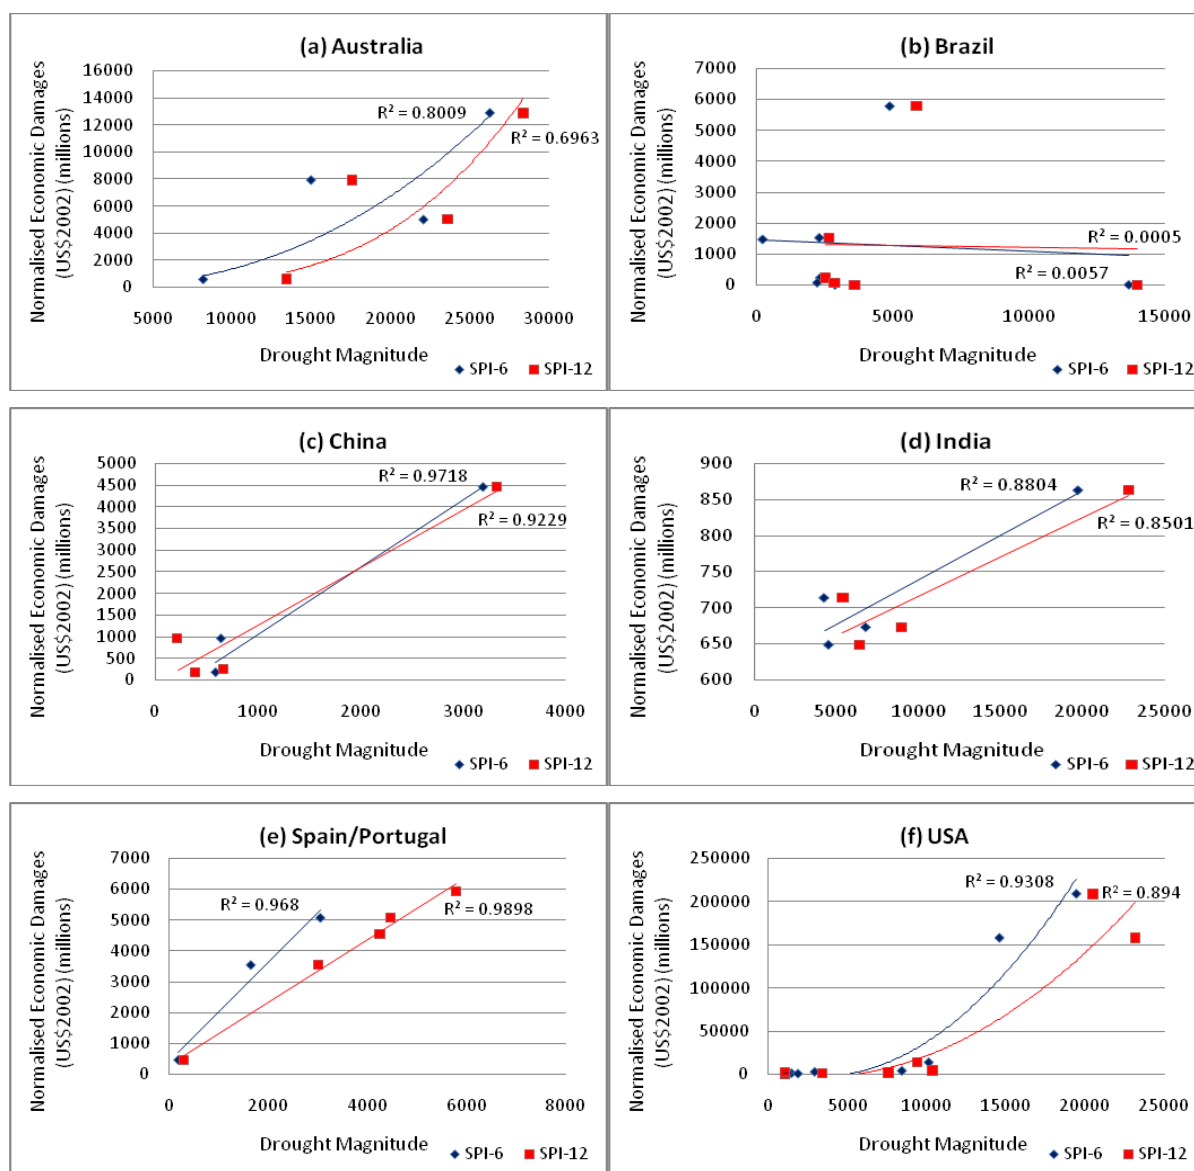 (a) Australia
Normalised Economic Damages
(US$2002) (millions)
16000
14000
12000
10000
8000
6000
4000
2000
0
R² = 0.8009
R² = 0.6963
5000 10000 15000 20000 25000 30000
Drought Magnitude
SPI-6 SPI-12
(b) Brazil
Normalised Economic Damages
(US$2002) (millions)
7000
6000
5000
4000
3000
2000
1000
0
R² = 0.0005
R² = 0.0057
0 5000 10000 15000
Drought Magnitude
SPI-6 SPI-12
(c) China
Normalised Economic Damages
(US$2002) (millions)
5000
4500
4000
3500
3000
2500
2000
1500
1000
500
0
R² = 0.9718
R² = 0.9229
0 1000 2000 3000 4000
Drought Magnitude
SPI-6 SPI-12
(d) India
Normalised Economic Damages
(US$2002) (millions)
900
850
800
750
700
650
600
R² = 0.8804
R² = 0.8501
0 5000 10000 15000 20000 25000
Drought Magnitude
SPI-6 SPI-12
(e) Spain/Portugal
Normalised Economic Damages
(US$2002) (millions)
7000
6000
5000
4000
3000
2000
1000
0
R² = 0.968
R² = 0.9898
0 2000 4000 6000 8000
Drought Magnitude
SPI-6 SPI-12
(f) USA
Normalised Economic Damages
(US$2002) (millions)
250000
200000
150000
100000
50000
0
R² = 0.9308
R² = 0.894
0 5000 10000 15000 20000 25000
Drought Magnitude
SPI-6 SPI-12